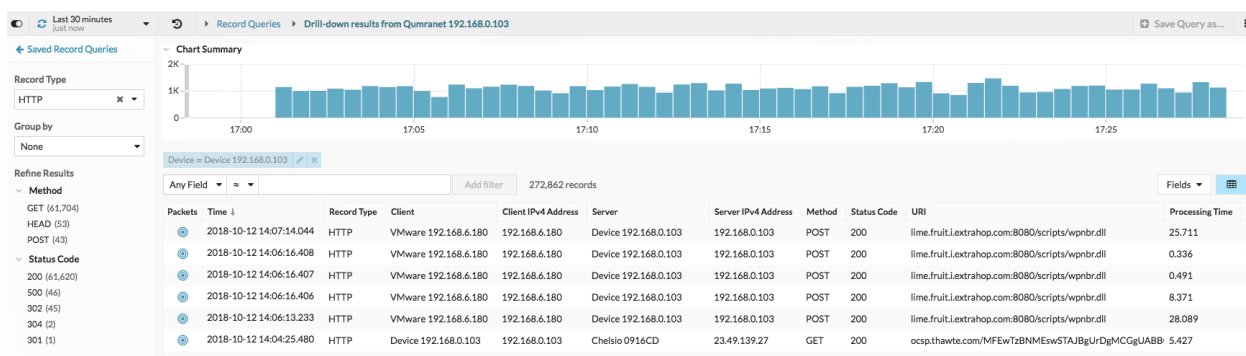 Last 30 minutes
just now
Record Queries Drill-down results from Qumranet 192.168.0.103
Save Query as...
Saved Record Queries
Record Type
HTTP
Group by
None
Refine Results
Method
GET (61,704)
HEAD (53)
POST (43)
Status Code
200 (61,620)
500 (46)
302 (45)
304 (2)
301 (1)
Chart Summary
2K
1K
0
17:00 17:05 17:10 17:15 17:20 17:25
Device = Device 192.168.0.103
Any Field ≈ Add filter 272,862 records Fields
Packets Time ↓ Record Type Client Client IPv4 Address Server Server IPv4 Address Method Status Code URI Processing Time
2018-10-12 14:07:14.044 HTTP VMware 192.168.6.180 192.168.6.180 Device 192.168.0.103 192.168.0.103 POST 200 lime.fruit.i.extrahop.com:8080/scripts/wpnbr.dll 25.711
2018-10-12 14:06:16.408 HTTP VMware 192.168.6.180 192.168.6.180 Device 192.168.0.103 192.168.0.103 POST 200 lime.fruit.i.extrahop.com:8080/scripts/wpnbr.dll 0.336
2018-10-12 14:06:16.407 HTTP VMware 192.168.6.180 192.168.6.180 Device 192.168.0.103 192.168.0.103 POST 200 lime.fruit.i.extrahop.com:8080/scripts/wpnbr.dll 0.491
2018-10-12 14:06:16.406 HTTP VMware 192.168.6.180 192.168.6.180 Device 192.168.0.103 192.168.0.103 POST 200 lime.fruit.i.extrahop.com:8080/scripts/wpnbr.dll 8.371
2018-10-12 14:06:13.233 HTTP VMware 192.168.6.180 192.168.6.180 Device 192.168.0.103 192.168.0.103 POST 200 lime.fruit.i.extrahop.com:8080/scripts/wpnbr.dll 28.089
2018-10-12 14:04:25.480 HTTP Device 192.168.0.103 192.168.0.103 Chelsio 0916CD 23.49.139.27 GET 200 ocsp.thawte.com/MFEwTzBNMEswSTAJBgUrDgMCGgUABB 5.427